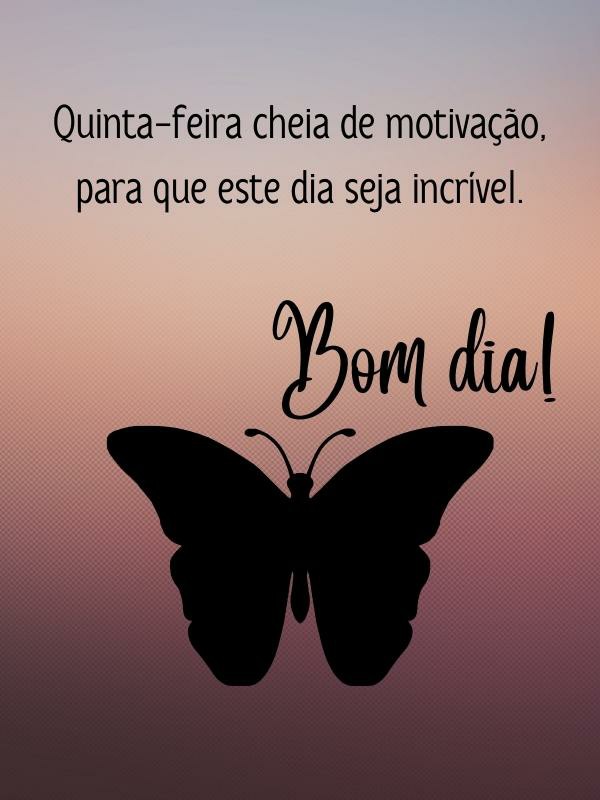 Quinta-feira cheia de motivação,
para que este dia seja incrível.
Bom dia!